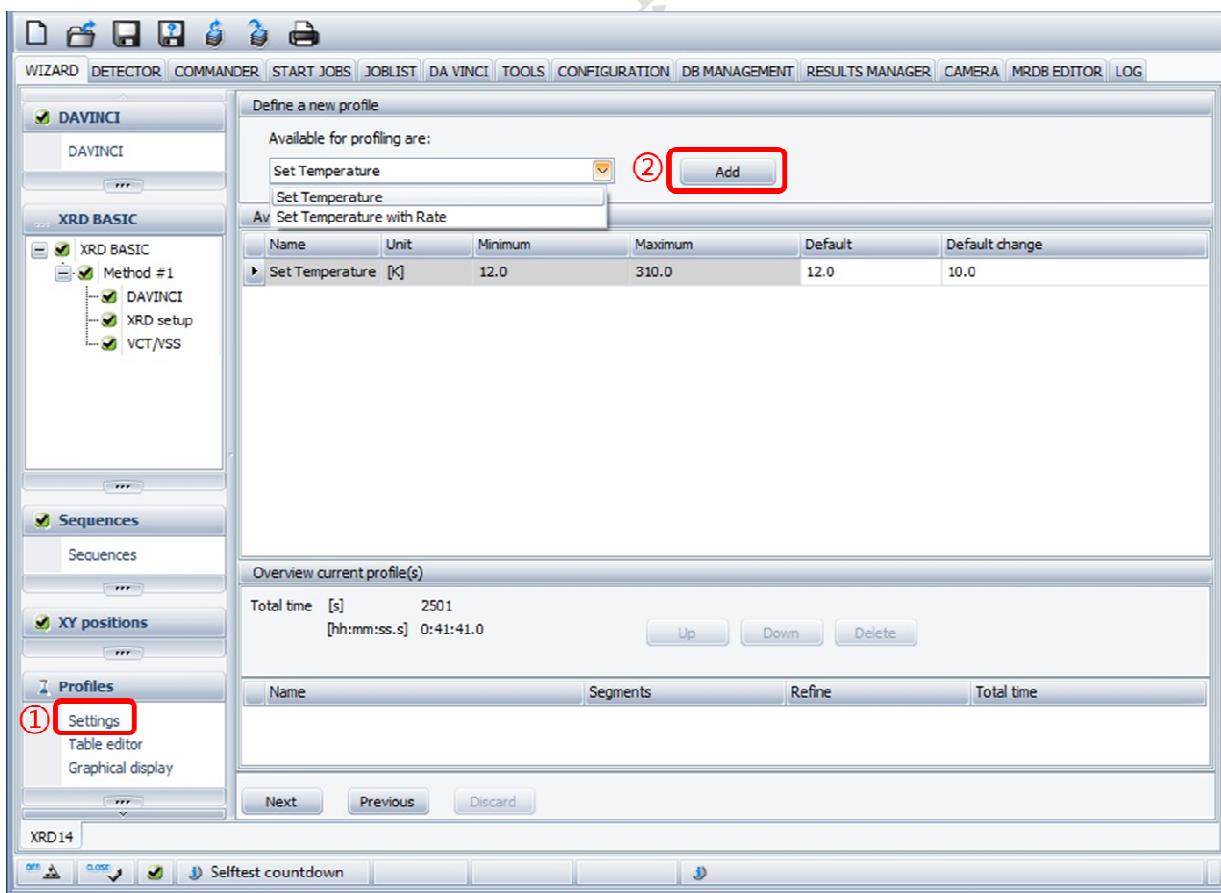 WIZARD DETECTOR COMMANDER START JOBS JOBLIST DA VINCI TOOLS CONFIGURATION DB MANAGEMENT RESULTS MANAGER CAMERA MRDB EDITOR LOG
DAVINCI
DAVINCI
XRD BASIC
XRD BASIC
Method #1
DAVINCI
XRD setup
VCT/VSS
Sequences
Sequences
XY positions
Profiles
① Settings
Table editor
Graphical display
Define a new profile
Available for profiling are:
Set Temperature ② Add
Set Temperature
Av Set Temperature with Rate
Name Unit Minimum Maximum Default Default change
Set Temperature [K] 12.0 310.0 12.0 10.0
Overview current profile(s)
Total time [s] 2501
[hh:mm:ss.s] 0:41:41.0 Up Down Delete
Name Segments Refine Total time
Next Previous Discard
XRD14
OFF CLOSE Selftest countdown